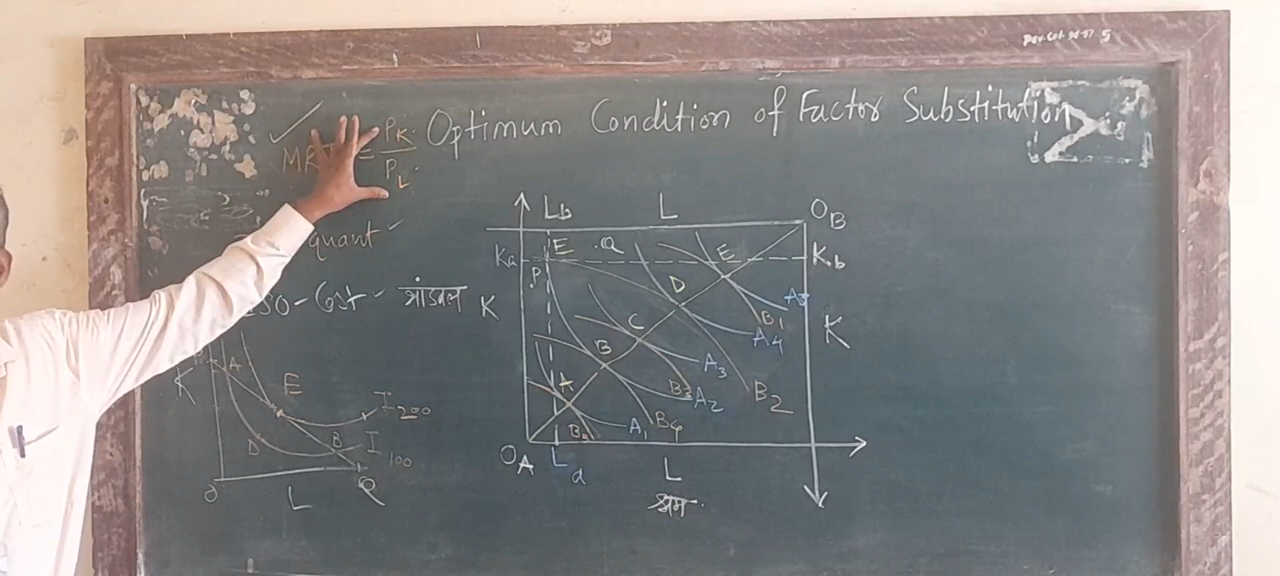 ✓ Optimum Condition of Factor Substitution
= PK / PL
quant ✓
Cost
K
A
E
I 200
D
B
I 100
O
L
Q
Lb
L
OB
Ka
E
.Q
E
Kb
P
K
D
A5
B1
K
C
A4
B
A3
B3
A2
B2
A
B5
A1
B4
OA
La
L
श्रम